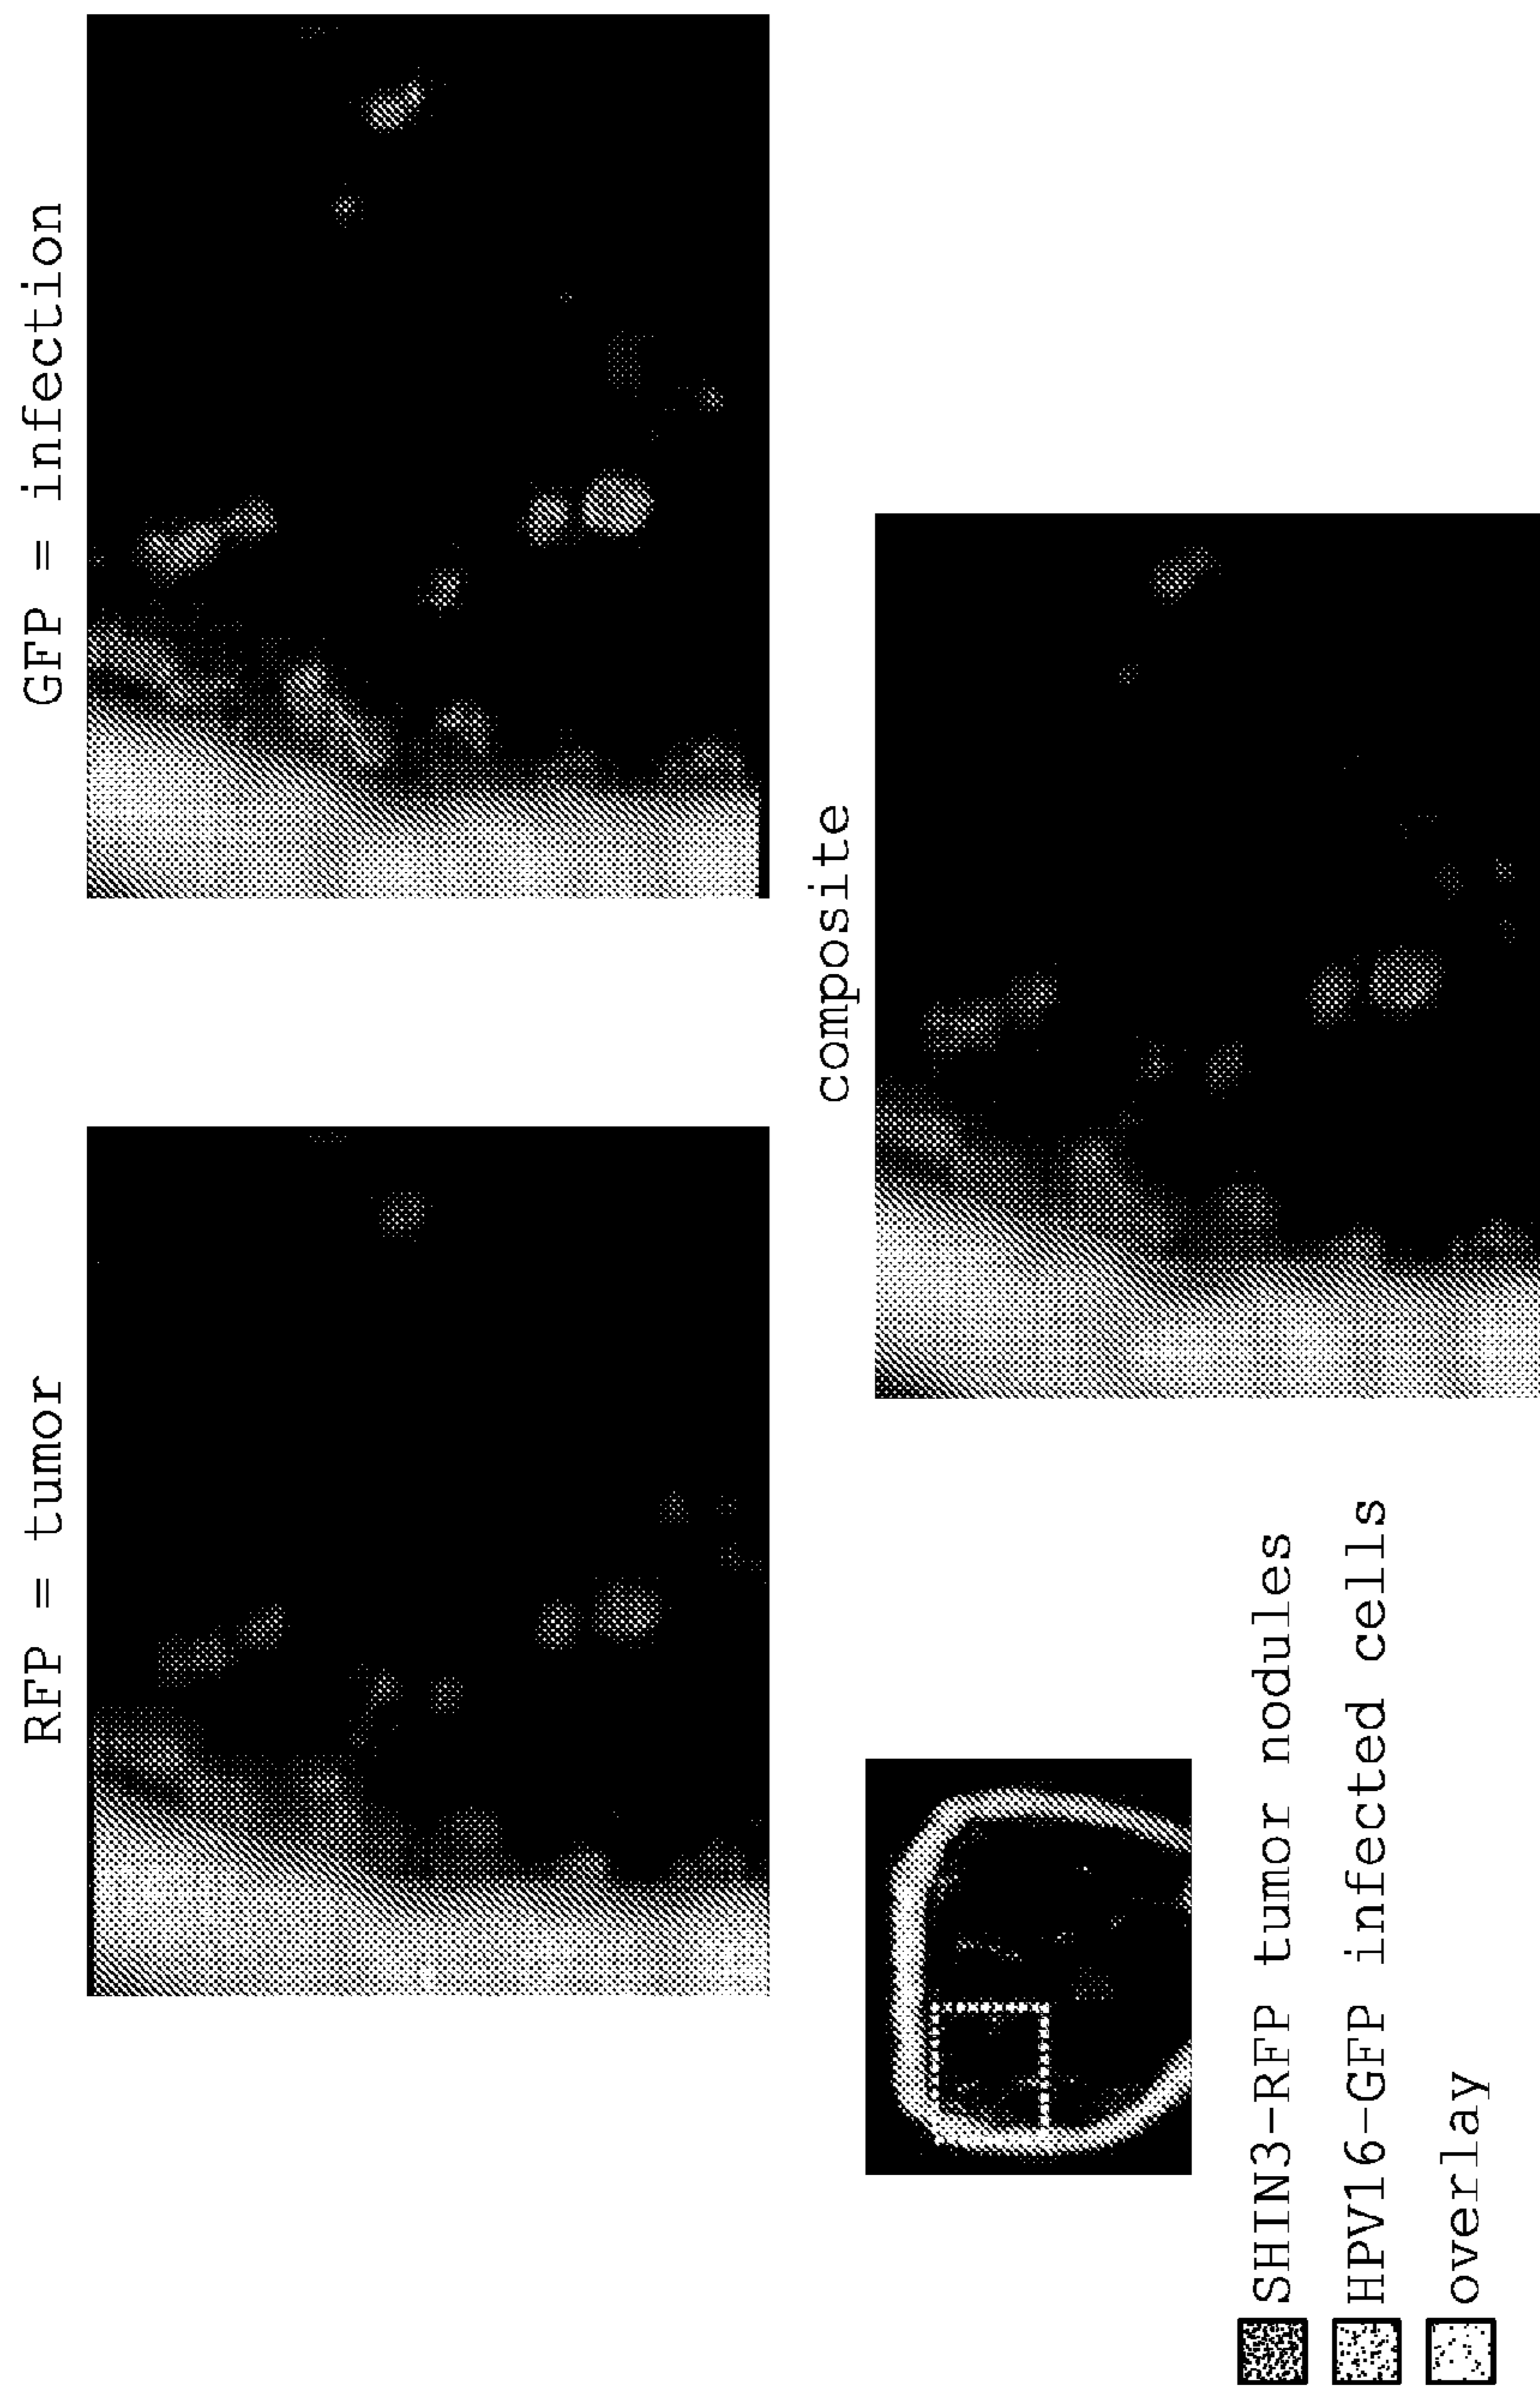 RFP = tumor
GFP = infection
composite
SHIN3-RFP tumor nodules
HPV16-GFP infected cells
overlay